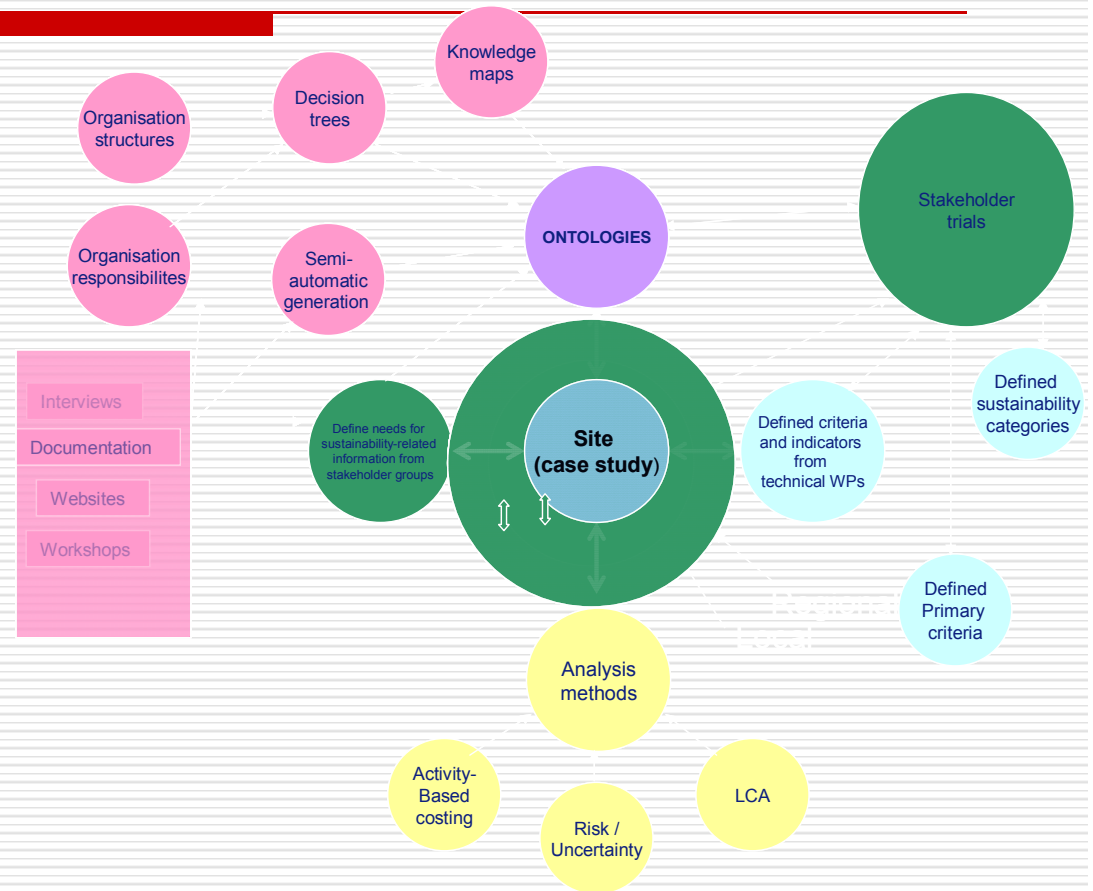 Knowledge
maps
Decision
trees
Organisation
structures
Stakeholder
trials
ONTOLOGIES
Organisation
responsibilites
Semi-
automatic
generation
Interviews
Documentation
Websites
Workshops
Define needs for
sustainability-related
information from
stakeholder groups
Site
(case study)
Defined criteria
and indicators
from
technical WPs
Defined
sustainability
categories
Regional
Local
Defined
Primary
criteria
Analysis
methods
Activity-
Based
costing
Risk /
Uncertainty
LCA